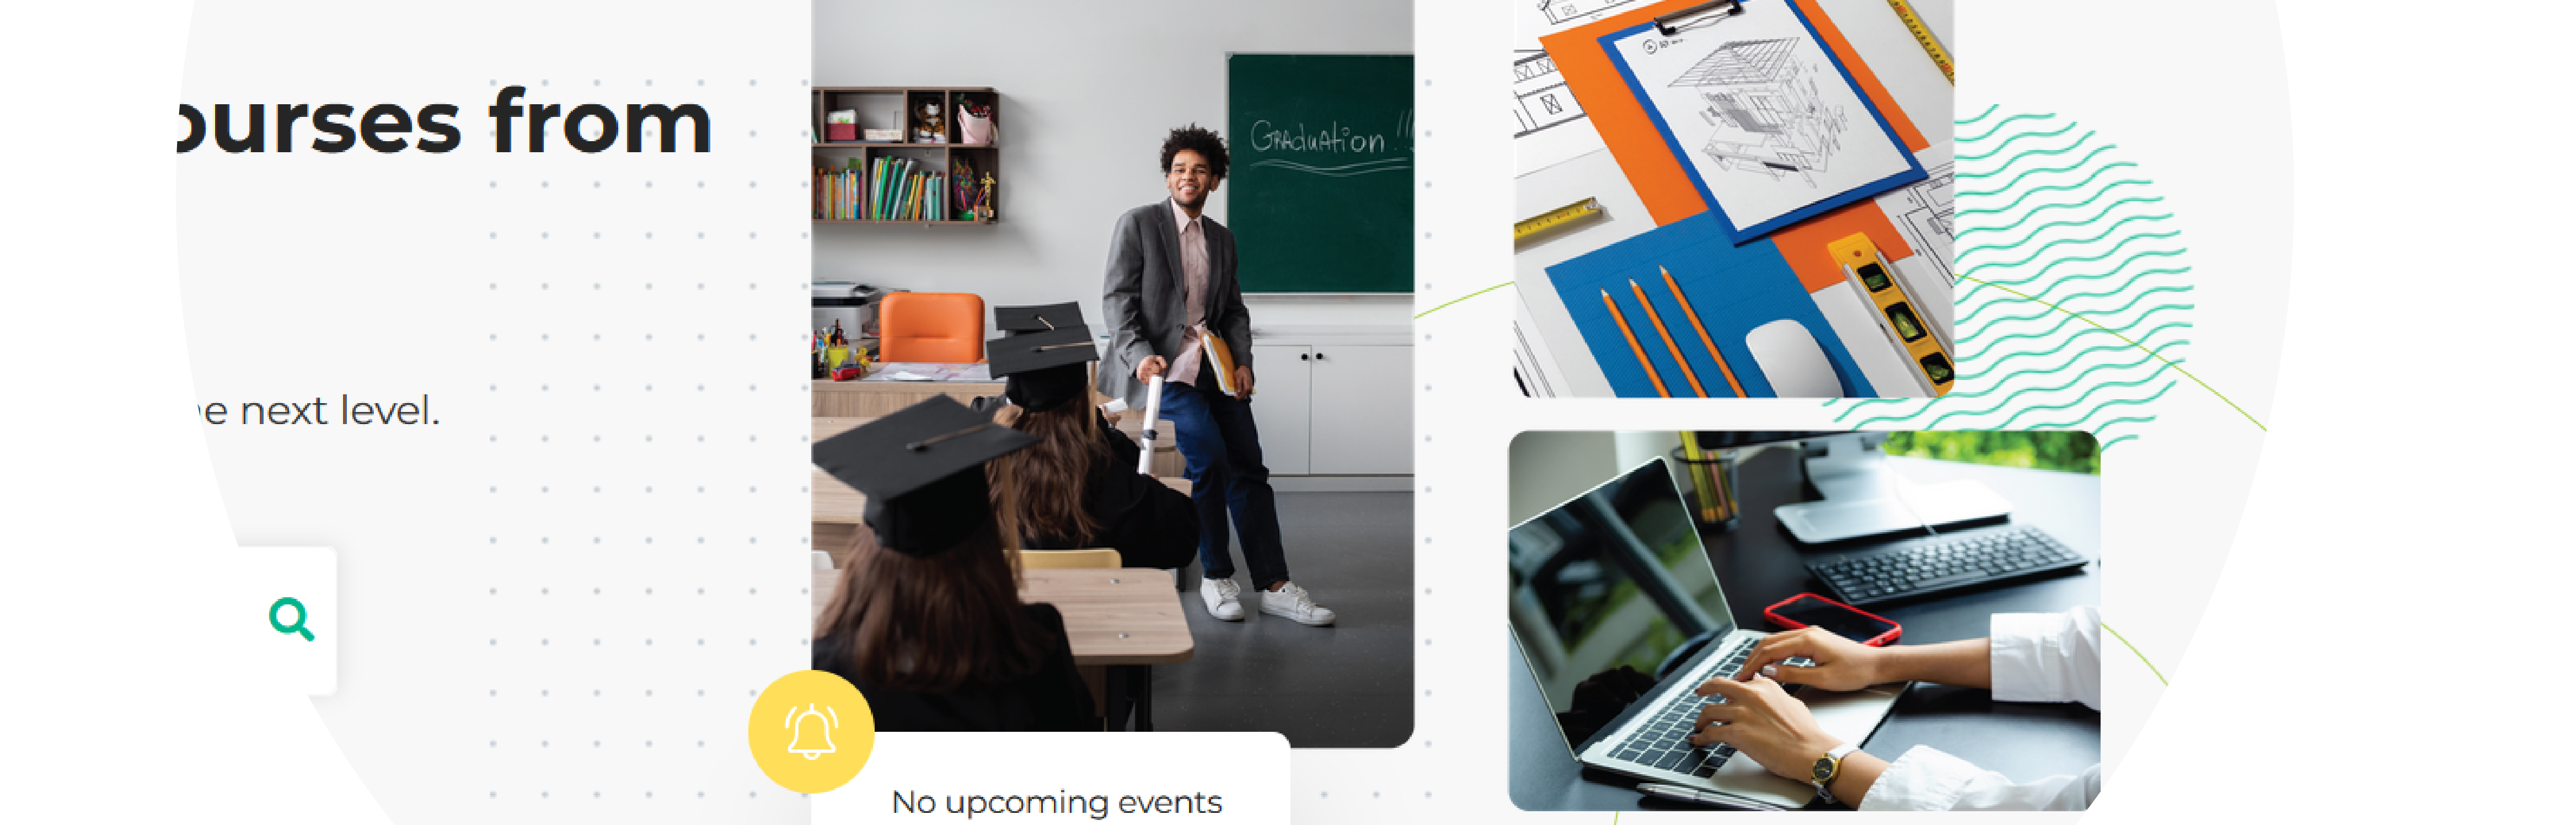 ourses from
e next level.
GRAduAtion !!!
No upcoming events